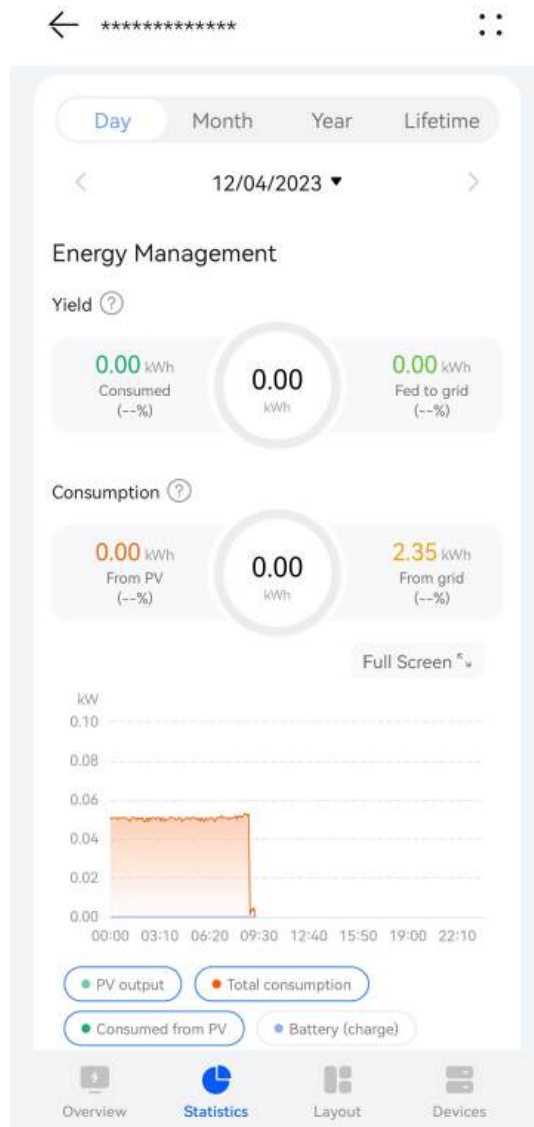 *************
Day Month Year Lifetime
12/04/2023
Energy Management
Yield ?
0.00 kWh
Consumed
(--%)
0.00
kWh
0.00 kWh
Fed to grid
(--%)
Consumption ?
0.00 kWh
From PV
(--%)
0.00
kWh
2.35 kWh
From grid
(--%)
Full Screen
kW
0.10
0.08
0.06
0.04
0.02
0.00
00:00 03:10 06:20 09:30 12:40 15:50 19:00 22:10
PV output Total consumption
Consumed from PV Battery (charge)
Overview Statistics Layout Devices